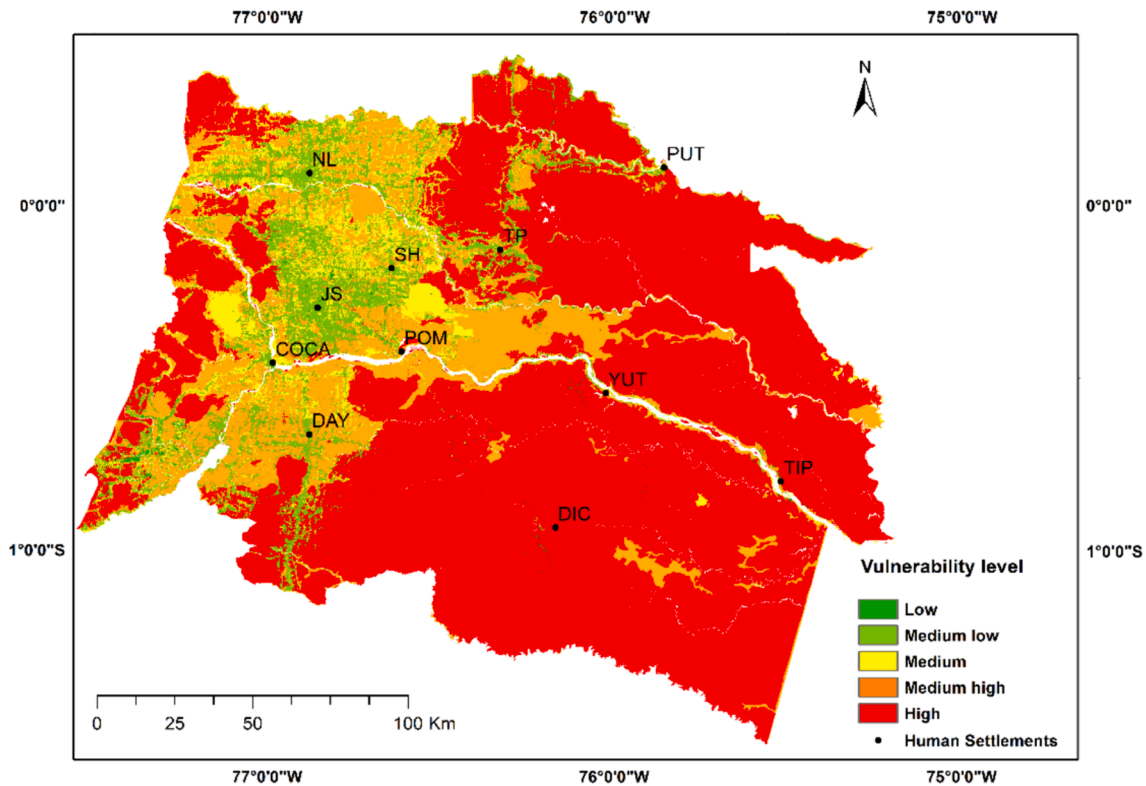 77°0'0"W 76°0'0"W 75°0'0"W
N
NL
PUT
0°0'0" 0°0'0"
TP
SH
JS
POM
COCA
YUT
DAY
TIP
DIC
1°0'0"S 1°0'0"S
Vulnerability level
Low
Medium low
Medium
Medium high
High
Human Settlements
0 25 50 100 Km
77°0'0"W 76°0'0"W 75°0'0"W